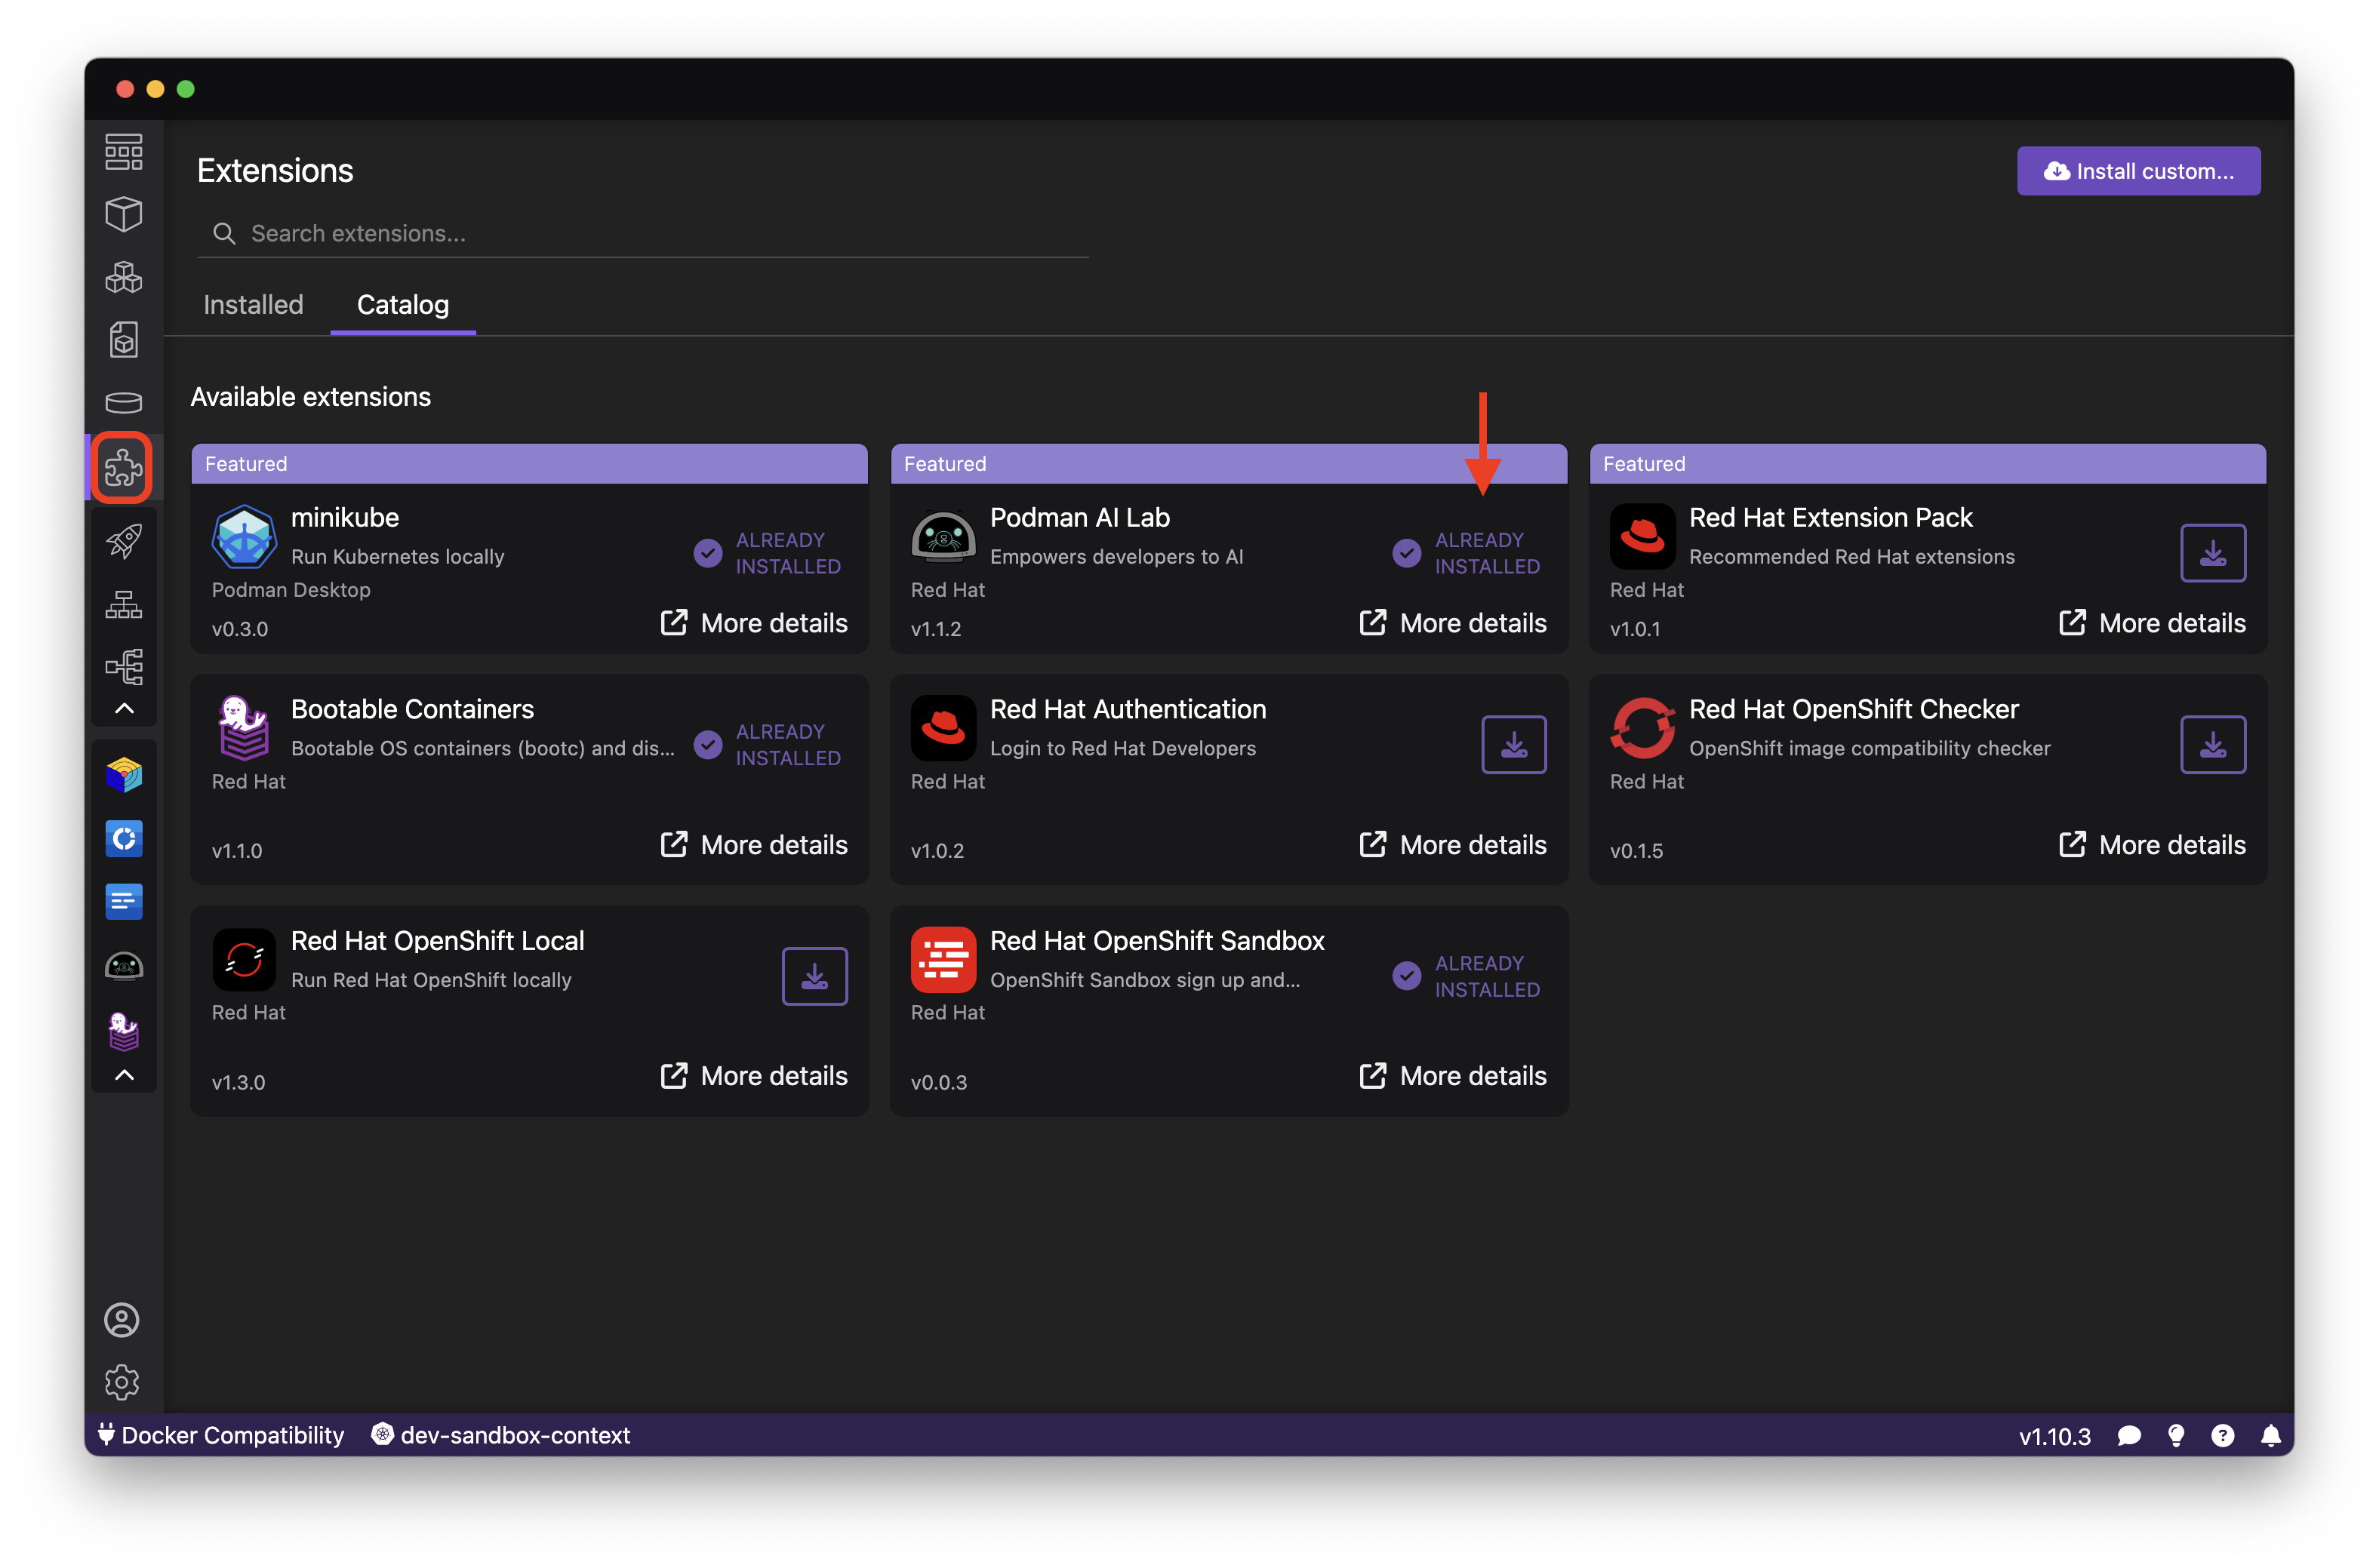 Extensions
Install custom...
Search extensions...
Installed
Catalog
Available extensions
Featured
minikube
Run Kubernetes locally
ALREADY
INSTALLED
Podman Desktop
v0.3.0
More details
Featured
Podman AI Lab
Empowers developers to AI
ALREADY
INSTALLED
Red Hat
v1.1.2
More details
Featured
Red Hat Extension Pack
Recommended Red Hat extensions
Red Hat
v1.0.1
More details
Bootable Containers
Bootable OS containers (bootc) and dis...
ALREADY
INSTALLED
Red Hat
v1.1.0
More details
Red Hat Authentication
Login to Red Hat Developers
Red Hat
v1.0.2
More details
Red Hat OpenShift Checker
OpenShift image compatibility checker
Red Hat
v0.1.5
More details
Red Hat OpenShift Local
Run Red Hat OpenShift locally
Red Hat
v1.3.0
More details
Red Hat OpenShift Sandbox
OpenShift Sandbox sign up and...
ALREADY
INSTALLED
Red Hat
v0.0.3
More details
Docker Compatibility
dev-sandbox-context
v1.10.3